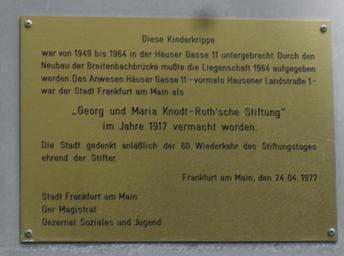 Diese Kinderkrippe
war von 1949 bis 1964 in der Häuser Gasse 11 untergebracht. Durch den
Neubau der Breitenbachbrücke mußte die Liegenschaft 1964 aufgegeben
werden. Das Anwesen Häuser Gasse 11 -vormals Hausener Landstraße 1-
war der Stadt Frankfurt am Main als
„Georg und Maria Knodt-Roth'sche Stiftung"
im Jahre 1917 vermacht worden.
Die Stadt gedenkt anläßlich der 60. Wiederkehr des Stiftungstages
ehrend der Stifter.
Frankfurt am Main, den 24.04.1977
Stadt Frankfurt am Main
Der Magistrat
Dezernat Soziales und Jugend